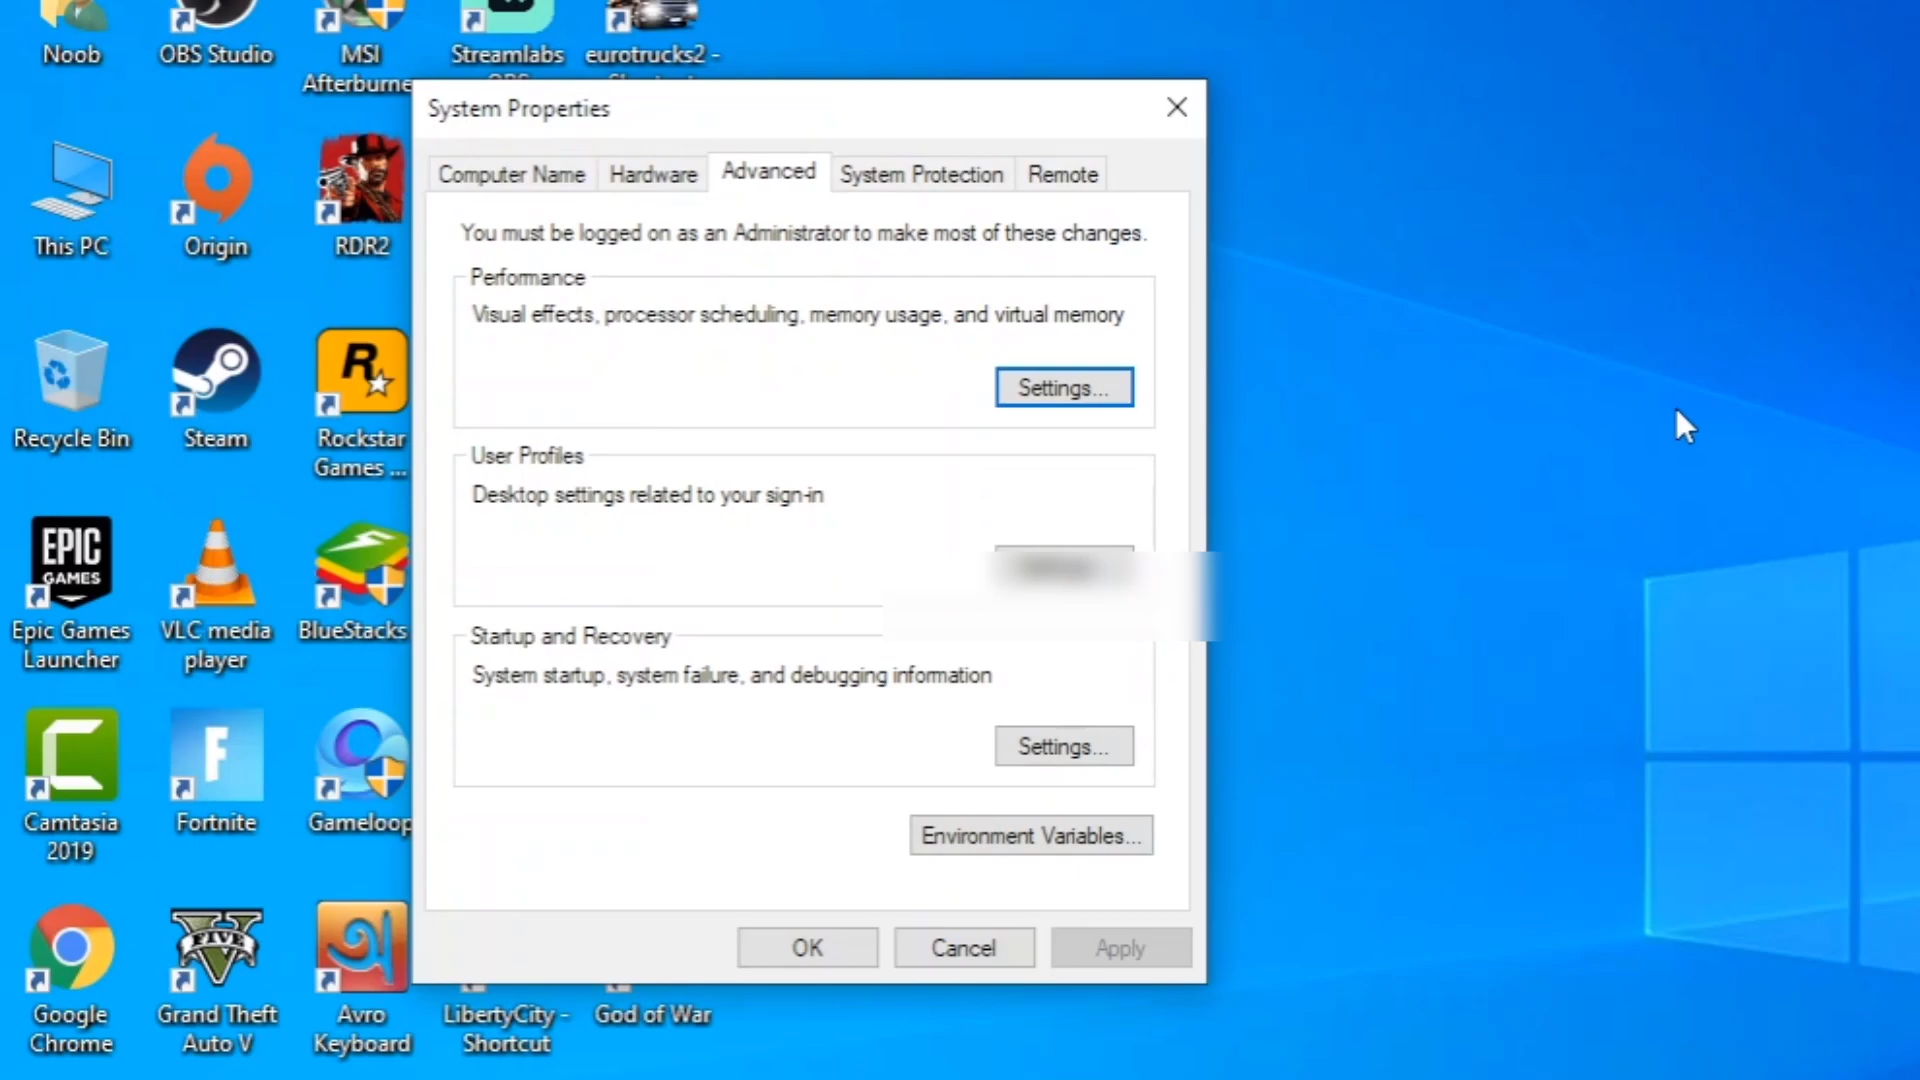 Noob
OBS Studio
MSI
Afterburner
Streamlabs
eurotrucks2 -
System Properties
Computer Name
Hardware
Advanced
System Protection
Remote
This PC
Origin
RDR2
You must be logged on as an Administrator to make most of these changes.
Performance
Visual effects, processor scheduling, memory usage, and virtual memory
Settings...
Recycle Bin
Steam
R
Rockstar
Games ...
User Profiles
Desktop settings related to your sign-in
EPIC
GAMES
Epic Games
Launcher
VLC media
player
BlueStacks
Startup and Recovery
System startup, system failure, and debugging information
Settings...
Camtasia
2019
F
Fortnite
Gameloop
Environment Variables...
OK
Cancel
Apply
V
FIVE
Google
Chrome
Grand Theft
Auto V
অ
Avro
Keyboard
LibertyCity -
Shortcut
God of War